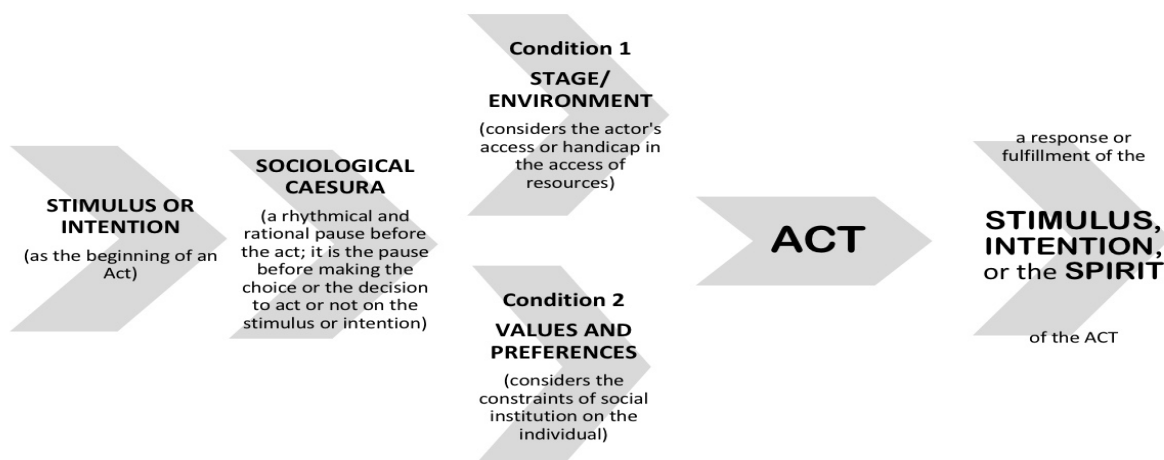 STIMULUS OR
INTENTION
(as the beginning of an
Act)
SOCIOLOGICAL
CAESURA
(a rhythmical and
rational pause before
the act; it is the pause
before making the
choice or the decision
to act or not on the
stimulus or intention)
Condition 1
STAGE/
ENVIRONMENT
(considers the actor's
access or handicap in
the access of
resources)
Condition 2
VALUES AND
PREFERENCES
(considers the
constraints of social
institution on the
individual)
ACT
a response or
fulfillment of the
STIMULUS,
INTENTION,
or the SPIRIT
of the ACT